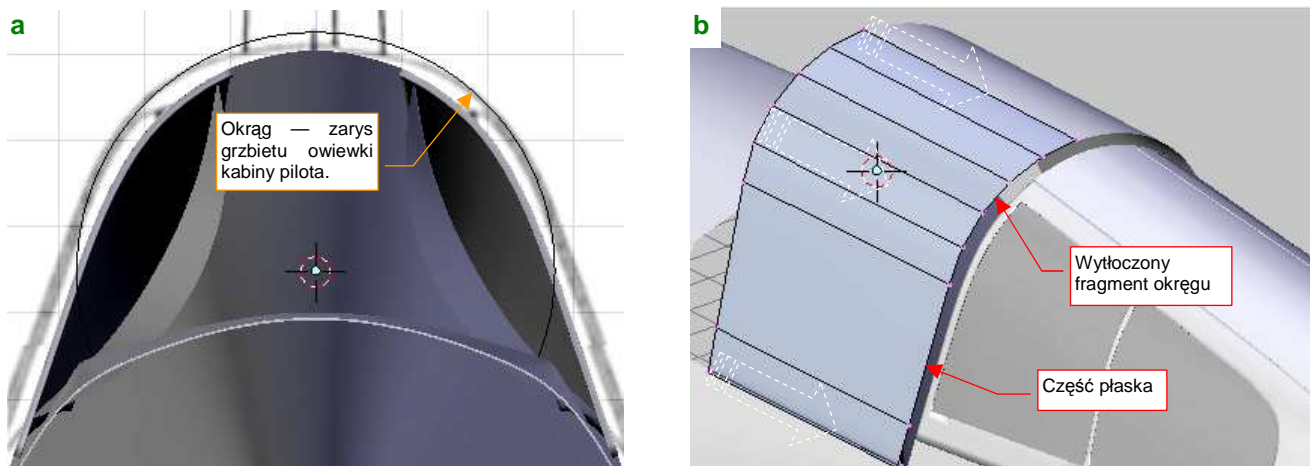 a
Okrąg — zarys
grzbietu owiewki
kabiny pilota.
b
Wytłoczony
fragment okręgu
Część płaska